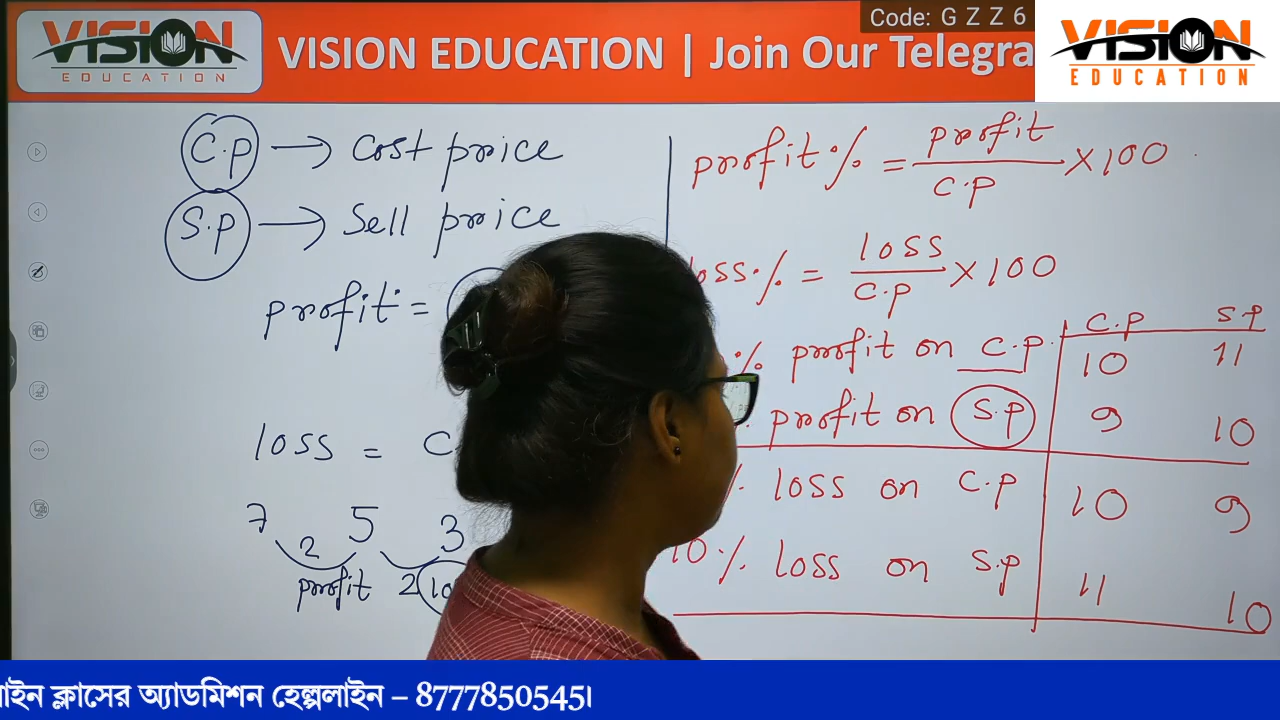 VISION
EDUCATION
VISION EDUCATION | Join Our Telegra
Code: G Z Z 6
VISION
EDUCATION
C.P → Cost price
S.P → Sell price
profit =
loss = C
7 5 3
2 2
profit
profit % = profit / C.P × 100
loss % = loss / C.P × 100
C.P S.P
% profit on C.P. 10 11
profit on S.P 9 10
% loss on C.P 10 9
10 % loss on S.P 11 10
াইন ক্লাসের অ্যাডমিশন হেল্পলাইন – 8777850545।